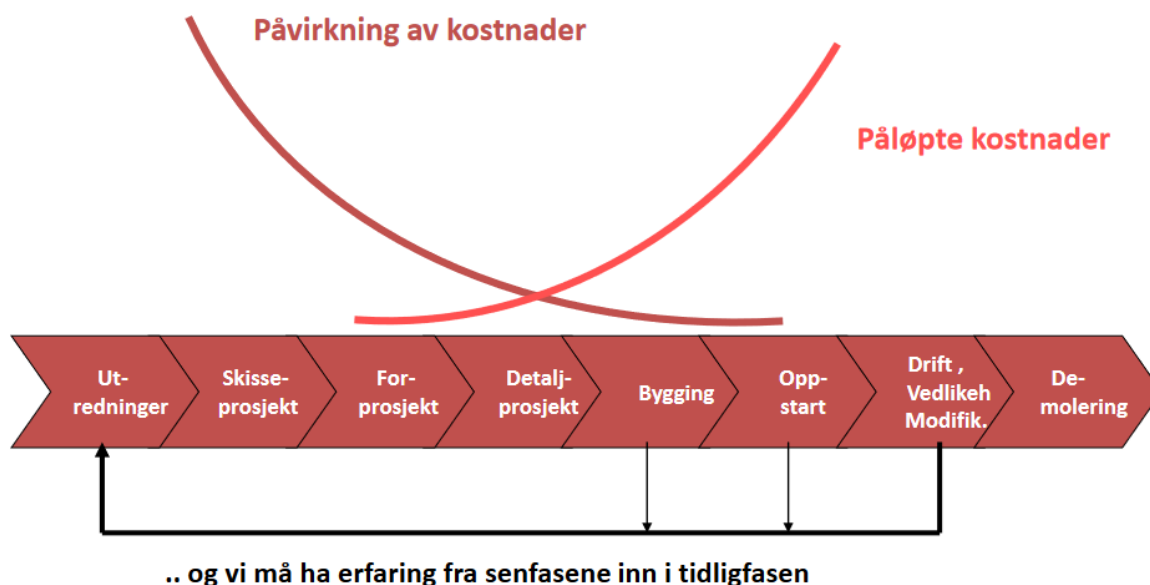 Påvirkning av kostnader
Påløpte kostnader
Ut-
redninger
Skisse-
prosjekt
For-
prosjekt
Detalj-
prosjekt
Bygging
Opp-
start
Drift ,
Vedlikeh
Modifik.
De-
molering
.. og vi må ha erfaring fra senfasene inn i tidligfasen